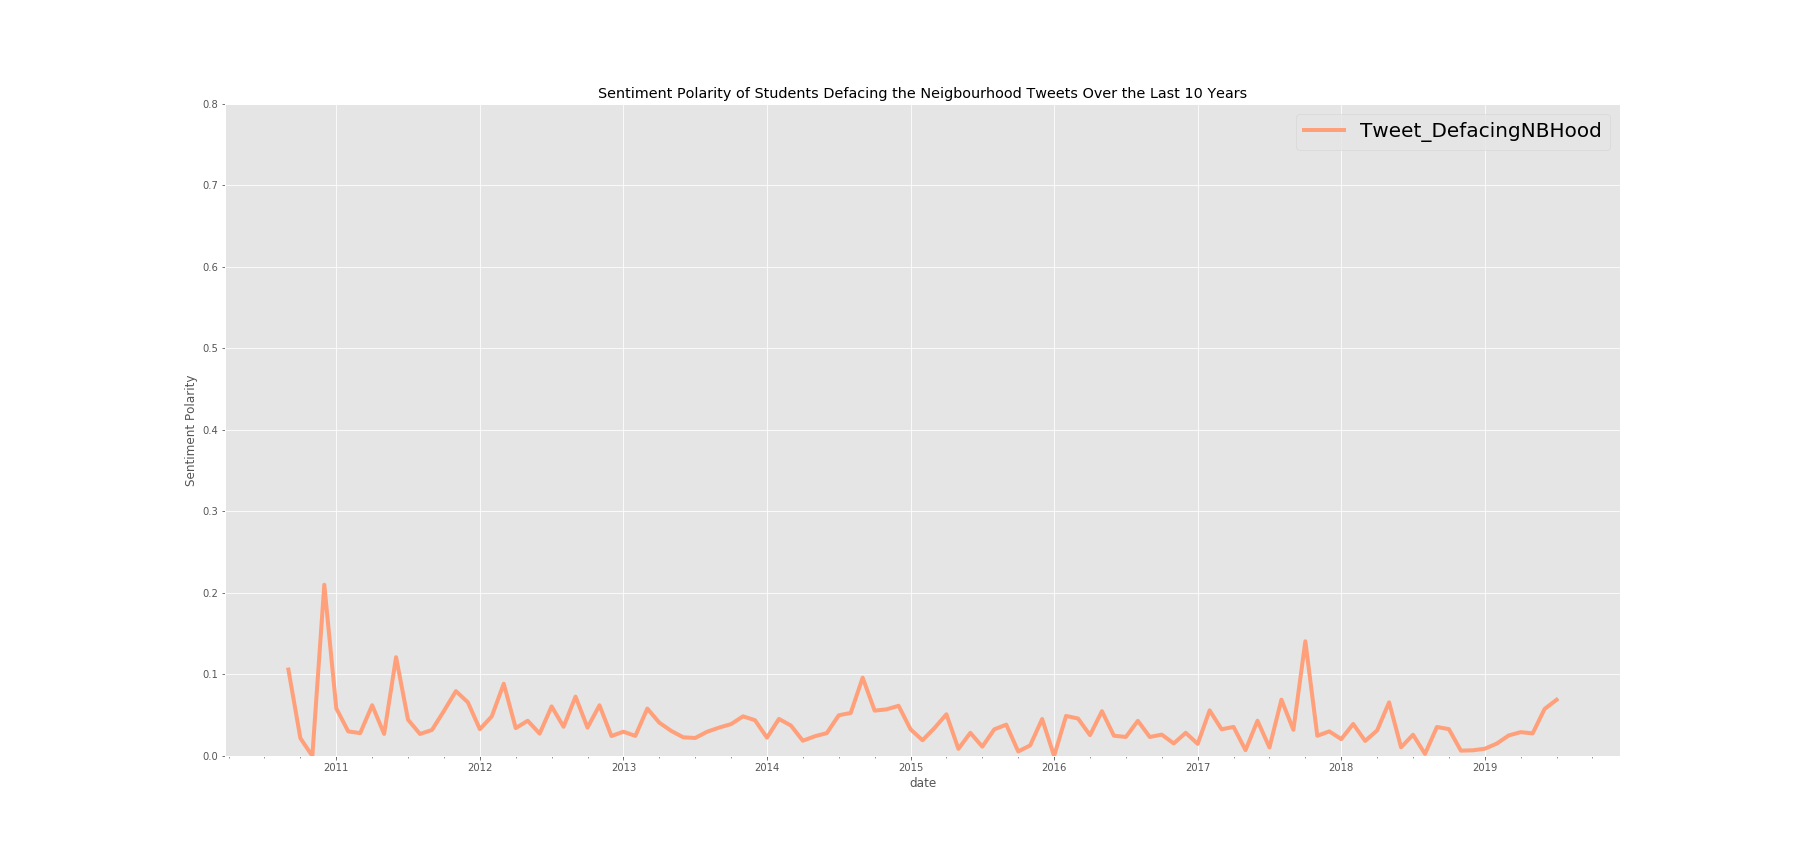 Sentiment Polarity of Students Defacing the Neigbourhood Tweets Over the Last 10 Years
Tweet_DefacingNBHood
0.8
0.7
0.6
0.5
0.4
0.3
0.2
0.1
0.0
Sentiment Polarity
2011 2012 2013 2014 2015 2016 2017 2018 2019
date